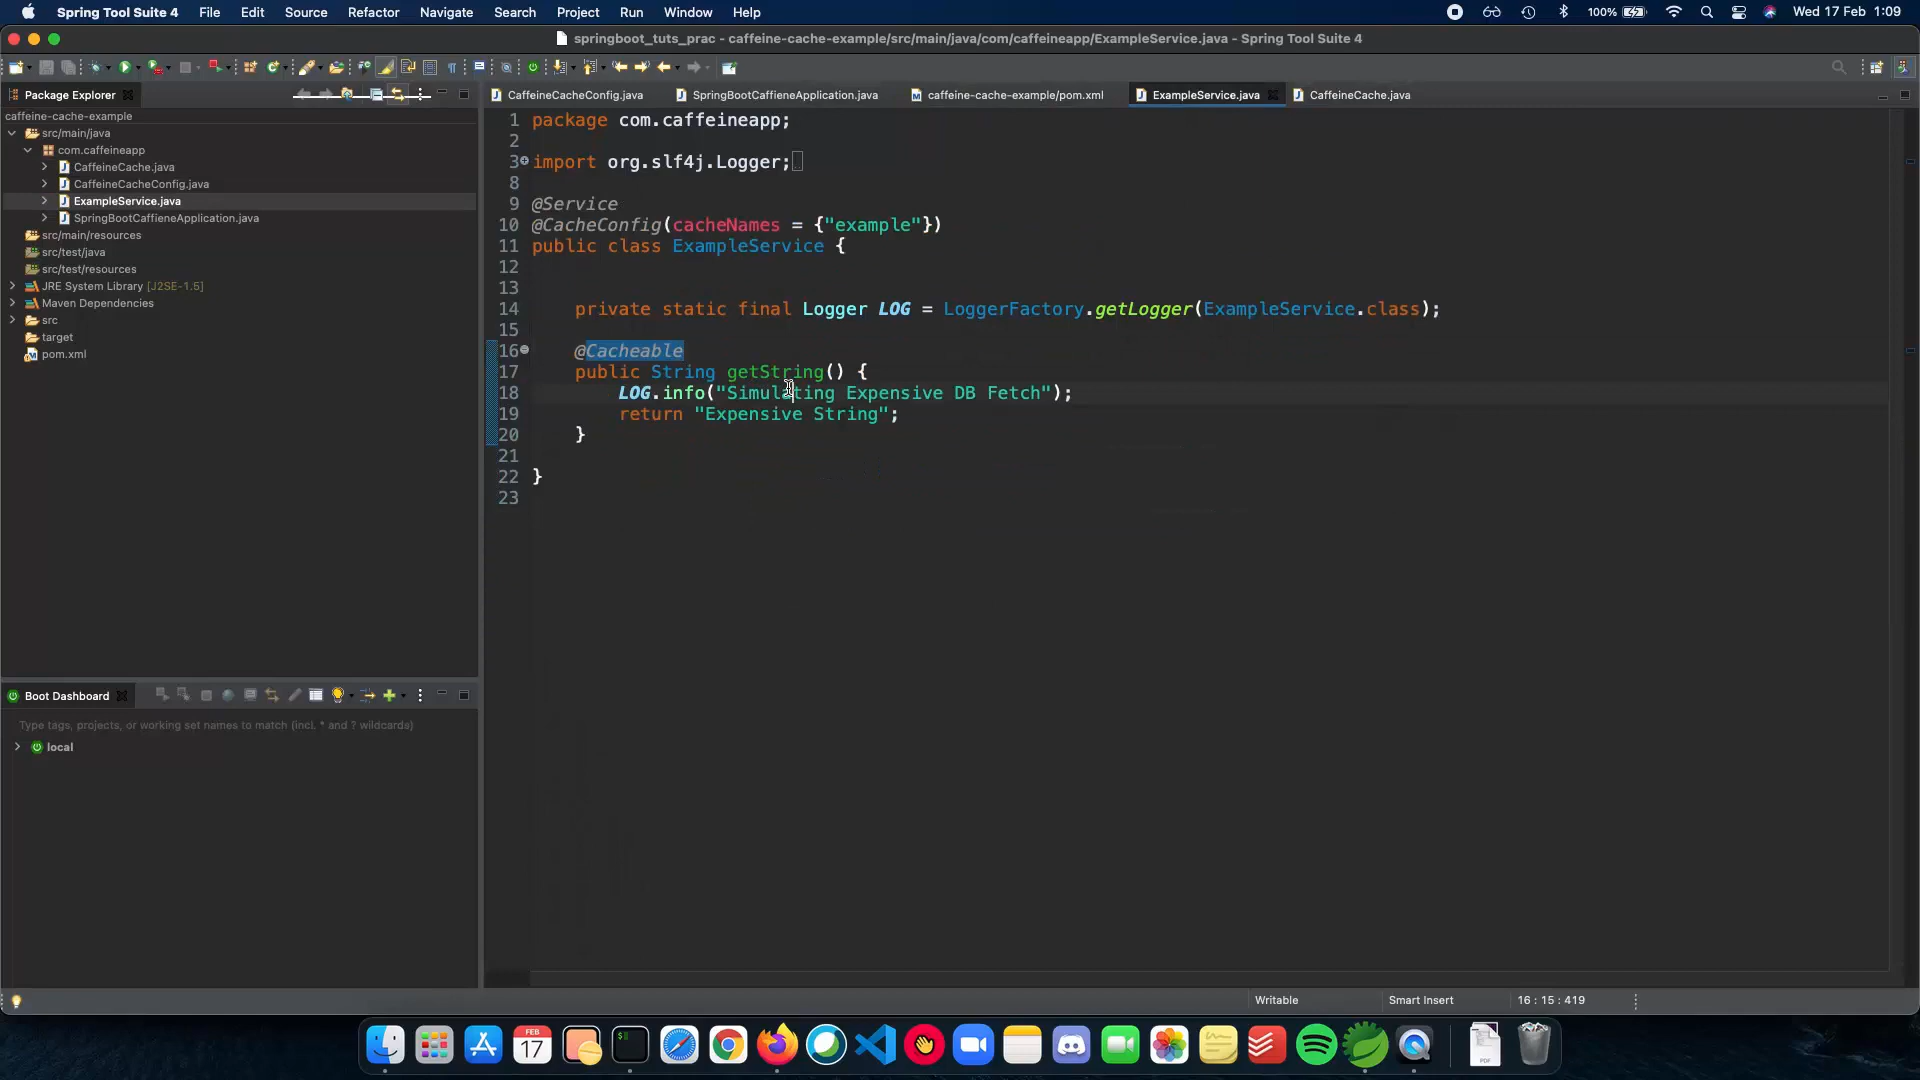 Spring Tool Suite 4 File Edit Source Refactor Navigate Search Project Run Window Help 100% Wed 17 Feb 1:09
springboot_tuts_prac - caffeine-cache-example/src/main/java/com/caffeineapp/ExampleService.java - Spring Tool Suite 4
Package Explorer
CaffeineCacheConfig.java SpringBootCaffieneApplication.java caffeine-cache-example/pom.xml ExampleService.java CaffeineCache.java
caffeine-cache-example
src/main/java
com.caffeineapp
CaffeineCache.java
CaffeineCacheConfig.java
ExampleService.java
SpringBootCaffieneApplication.java
src/main/resources
src/test/java
src/test/resources
JRE System Library [J2SE-1.5]
Maven Dependencies
src
target
pom.xml
1 package com.caffeineapp;
2
3 import org.slf4j.Logger;
8
9 @Service
10 @CacheConfig(cacheNames = {"example"})
11 public class ExampleService {
12
13
14 private static final Logger LOG = LoggerFactory.getLogger(ExampleService.class);
15
16 @Cacheable
17 public String getString() {
18 LOG.info("Simulating Expensive DB Fetch");
19 return "Expensive String";
20 }
21
22 }
23
Boot Dashboard
Type tags, projects, or working set names to match (incl. * and ? wildcards)
local
Writable Smart Insert 16 : 15 : 419
FEB
17
PDF